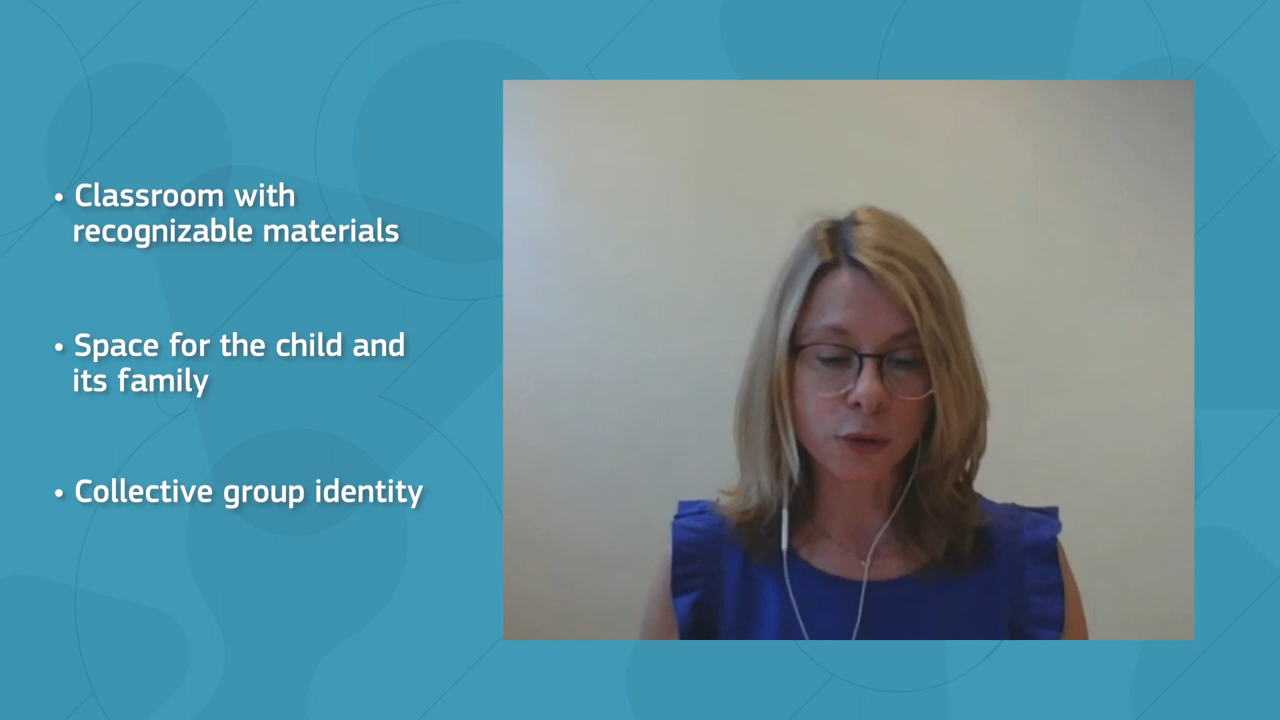 • Classroom with
recognizable materials
• Space for the child and
its family
• Collective group identity